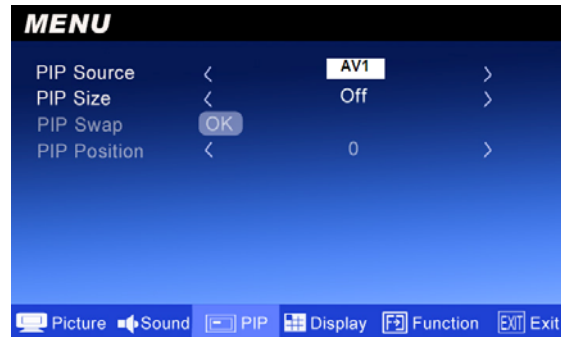 MENU
PIP Source < AV1 >
PIP Size < Off >
PIP Swap OK
PIP Position < 0 >
Picture Sound PIP Display Function EXIT Exit